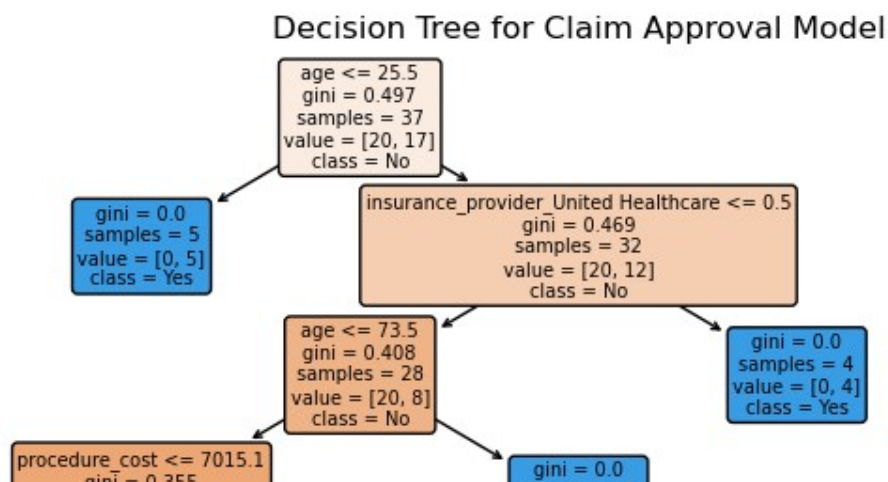 Decision Tree for Claim Approval Model
age <= 25.5
gini = 0.497
samples = 37
value = [20, 17]
class = No
gini = 0.0
samples = 5
value = [0, 5]
class = Yes
insurance_provider_United Healthcare <= 0.5
gini = 0.469
samples = 32
value = [20, 12]
class = No
age <= 73.5
gini = 0.408
samples = 28
value = [20, 8]
class = No
gini = 0.0
samples = 4
value = [0, 4]
class = Yes
procedure_cost <= 7015.1
gini = 0.355
gini = 0.0